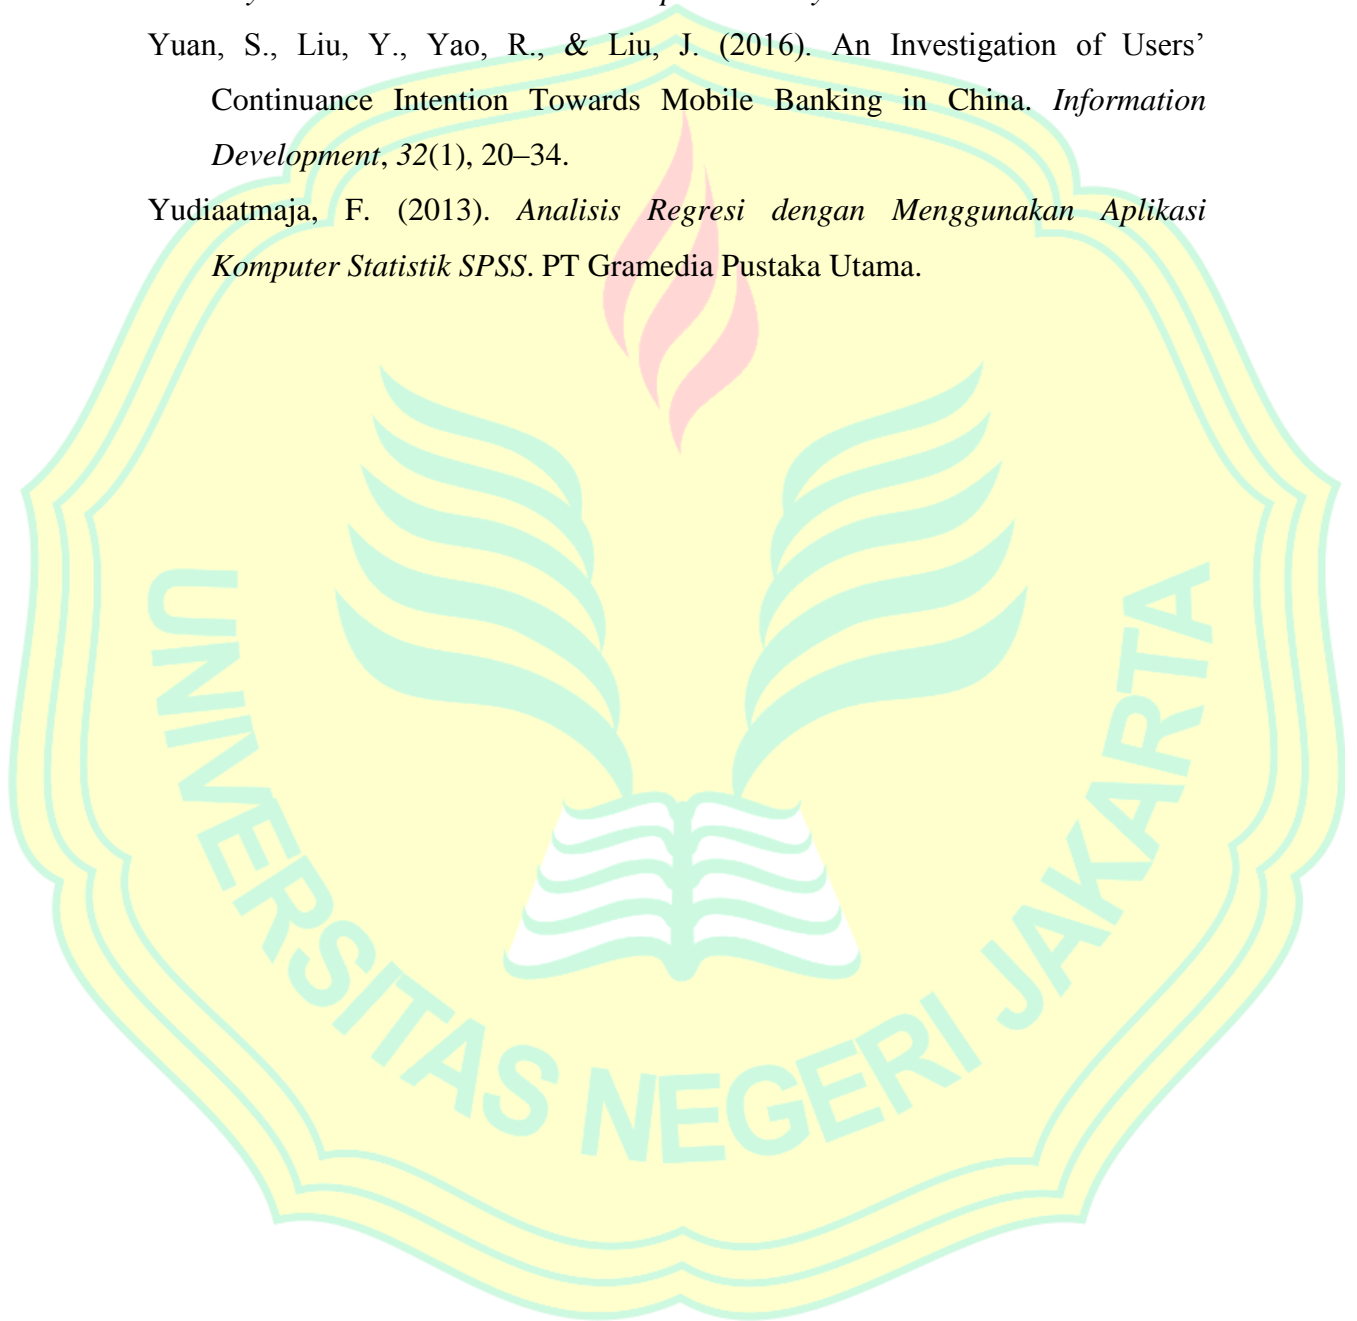 Yuan, S., Liu, Y., Yao, R., & Liu, J. (2016). An Investigation of Users’
Continuance Intention Towards Mobile Banking in China. Information
Development, 32(1), 20–34.
Yudiaatmaja, F. (2013). Analisis Regresi dengan Menggunakan Aplikasi
Komputer Statistik SPSS. PT Gramedia Pustaka Utama.
UNIVERSITAS NEGERI JAKARTA